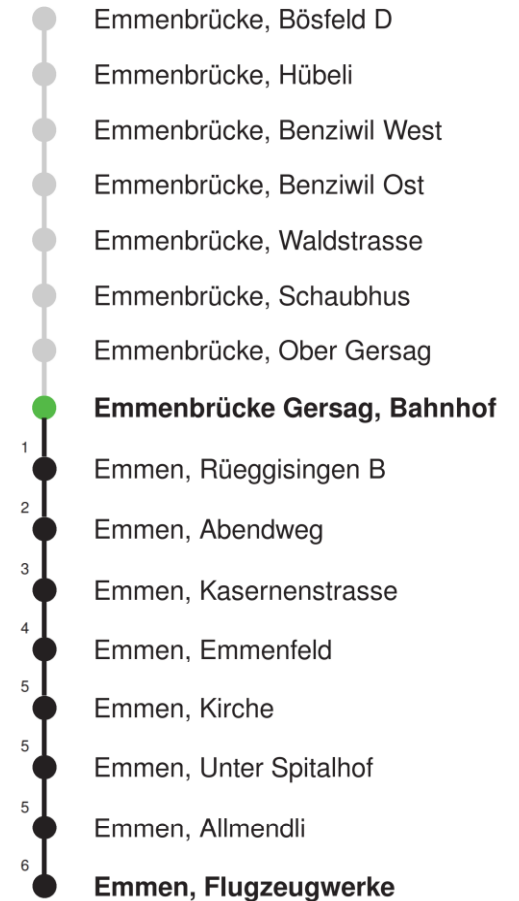 Emmenbrücke, Bösfeld D
Emmenbrücke, Hübeli
Emmenbrücke, Benziwil West
Emmenbrücke, Benziwil Ost
Emmenbrücke, Waldstrasse
Emmenbrücke, Schaubhus
Emmenbrücke, Ober Gersag
Emmenbrücke Gersag, Bahnhof
1 Emmen, Rüeggisingen B
2 Emmen, Abendweg
3 Emmen, Kasernenstrasse
4 Emmen, Emmenfeld
5 Emmen, Kirche
5 Emmen, Unter Spitalhof
5 Emmen, Allmendli
6 Emmen, Flugzeugwerke